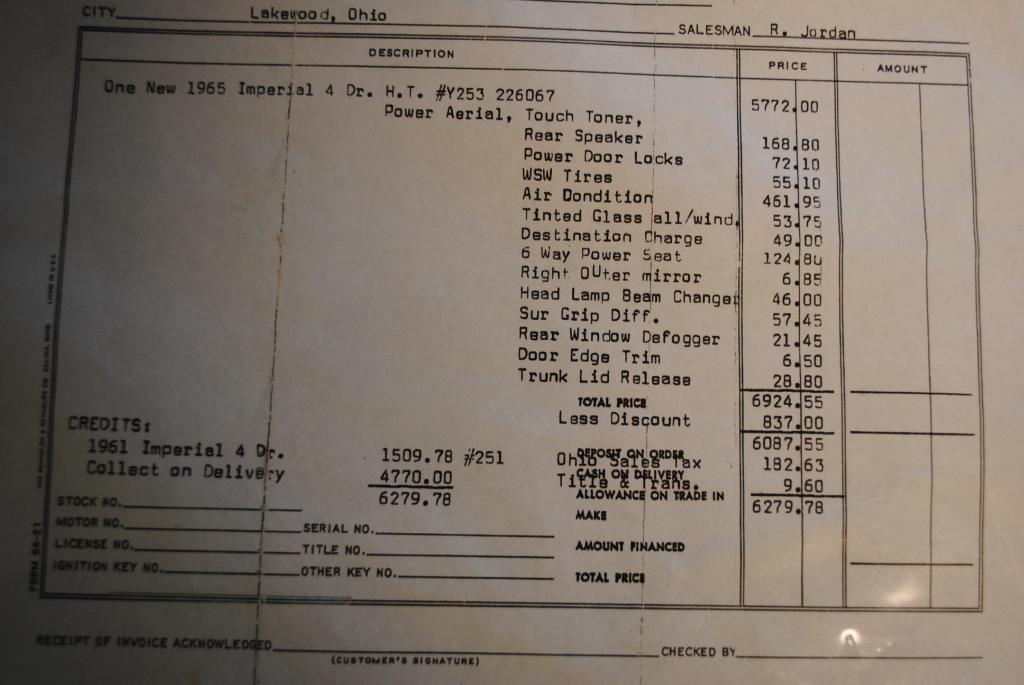 CITY Lakewood, Ohio
SALESMAN R. Jordan
DESCRIPTION PRICE AMOUNT
One New 1965 Imperial 4 Dr. H.T. #Y253 226067 5772.00
Power Aerial, Touch Toner,
Rear Speaker 168.80
Power Door Locks 72.10
WSW Tires 55.10
Air Dondition 461.95
Tinted Glass all/wind. 53.75
Destination Charge 49.00
6 Way Power Seat 124.80
Right OUter mirror 6.85
Head Lamp Beam Changer 46.00
Sur Grip Diff. 57.45
Rear Window Defogger 21.45
Door Edge Trim 6.50
Trunk Lid Release 28.80
TOTAL PRICE 6924.55
Less Discount 837.00
CREDITS: 6087.55
1961 Imperial 4 Dr. 1509.78 #251 DEPOSIT ON ORDER
Ohio Sales Tax 182.63
Collect on Delivery 4770.00 CASH ON DELIVERY
Title & Trans. 9.60
6279.78 ALLOWANCE ON TRADE IN 6279.78
STOCK NO.
MAKE
MOTOR NO. SERIAL NO.
LICENSE NO. TITLE NO. AMOUNT FINANCED
IGNITION KEY NO. OTHER KEY NO. TOTAL PRICE
FORM SA-21
RECEIPT OF INVOICE ACKNOWLEDGED CHECKED BY
(CUSTOMER'S SIGNATURE)